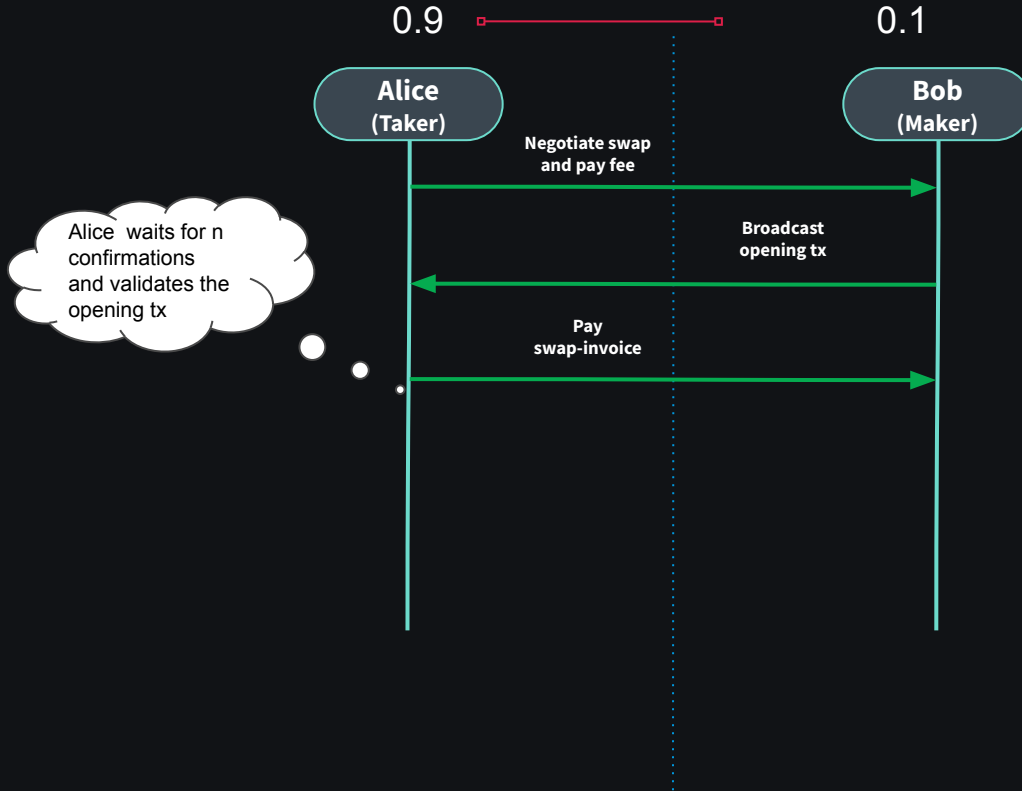 0.9
0.1
Alice
(Taker)
Bob
(Maker)
Negotiate swap
and pay fee
Alice waits for n
confirmations
and validates the
opening tx
Broadcast
opening tx
Pay
swap-invoice